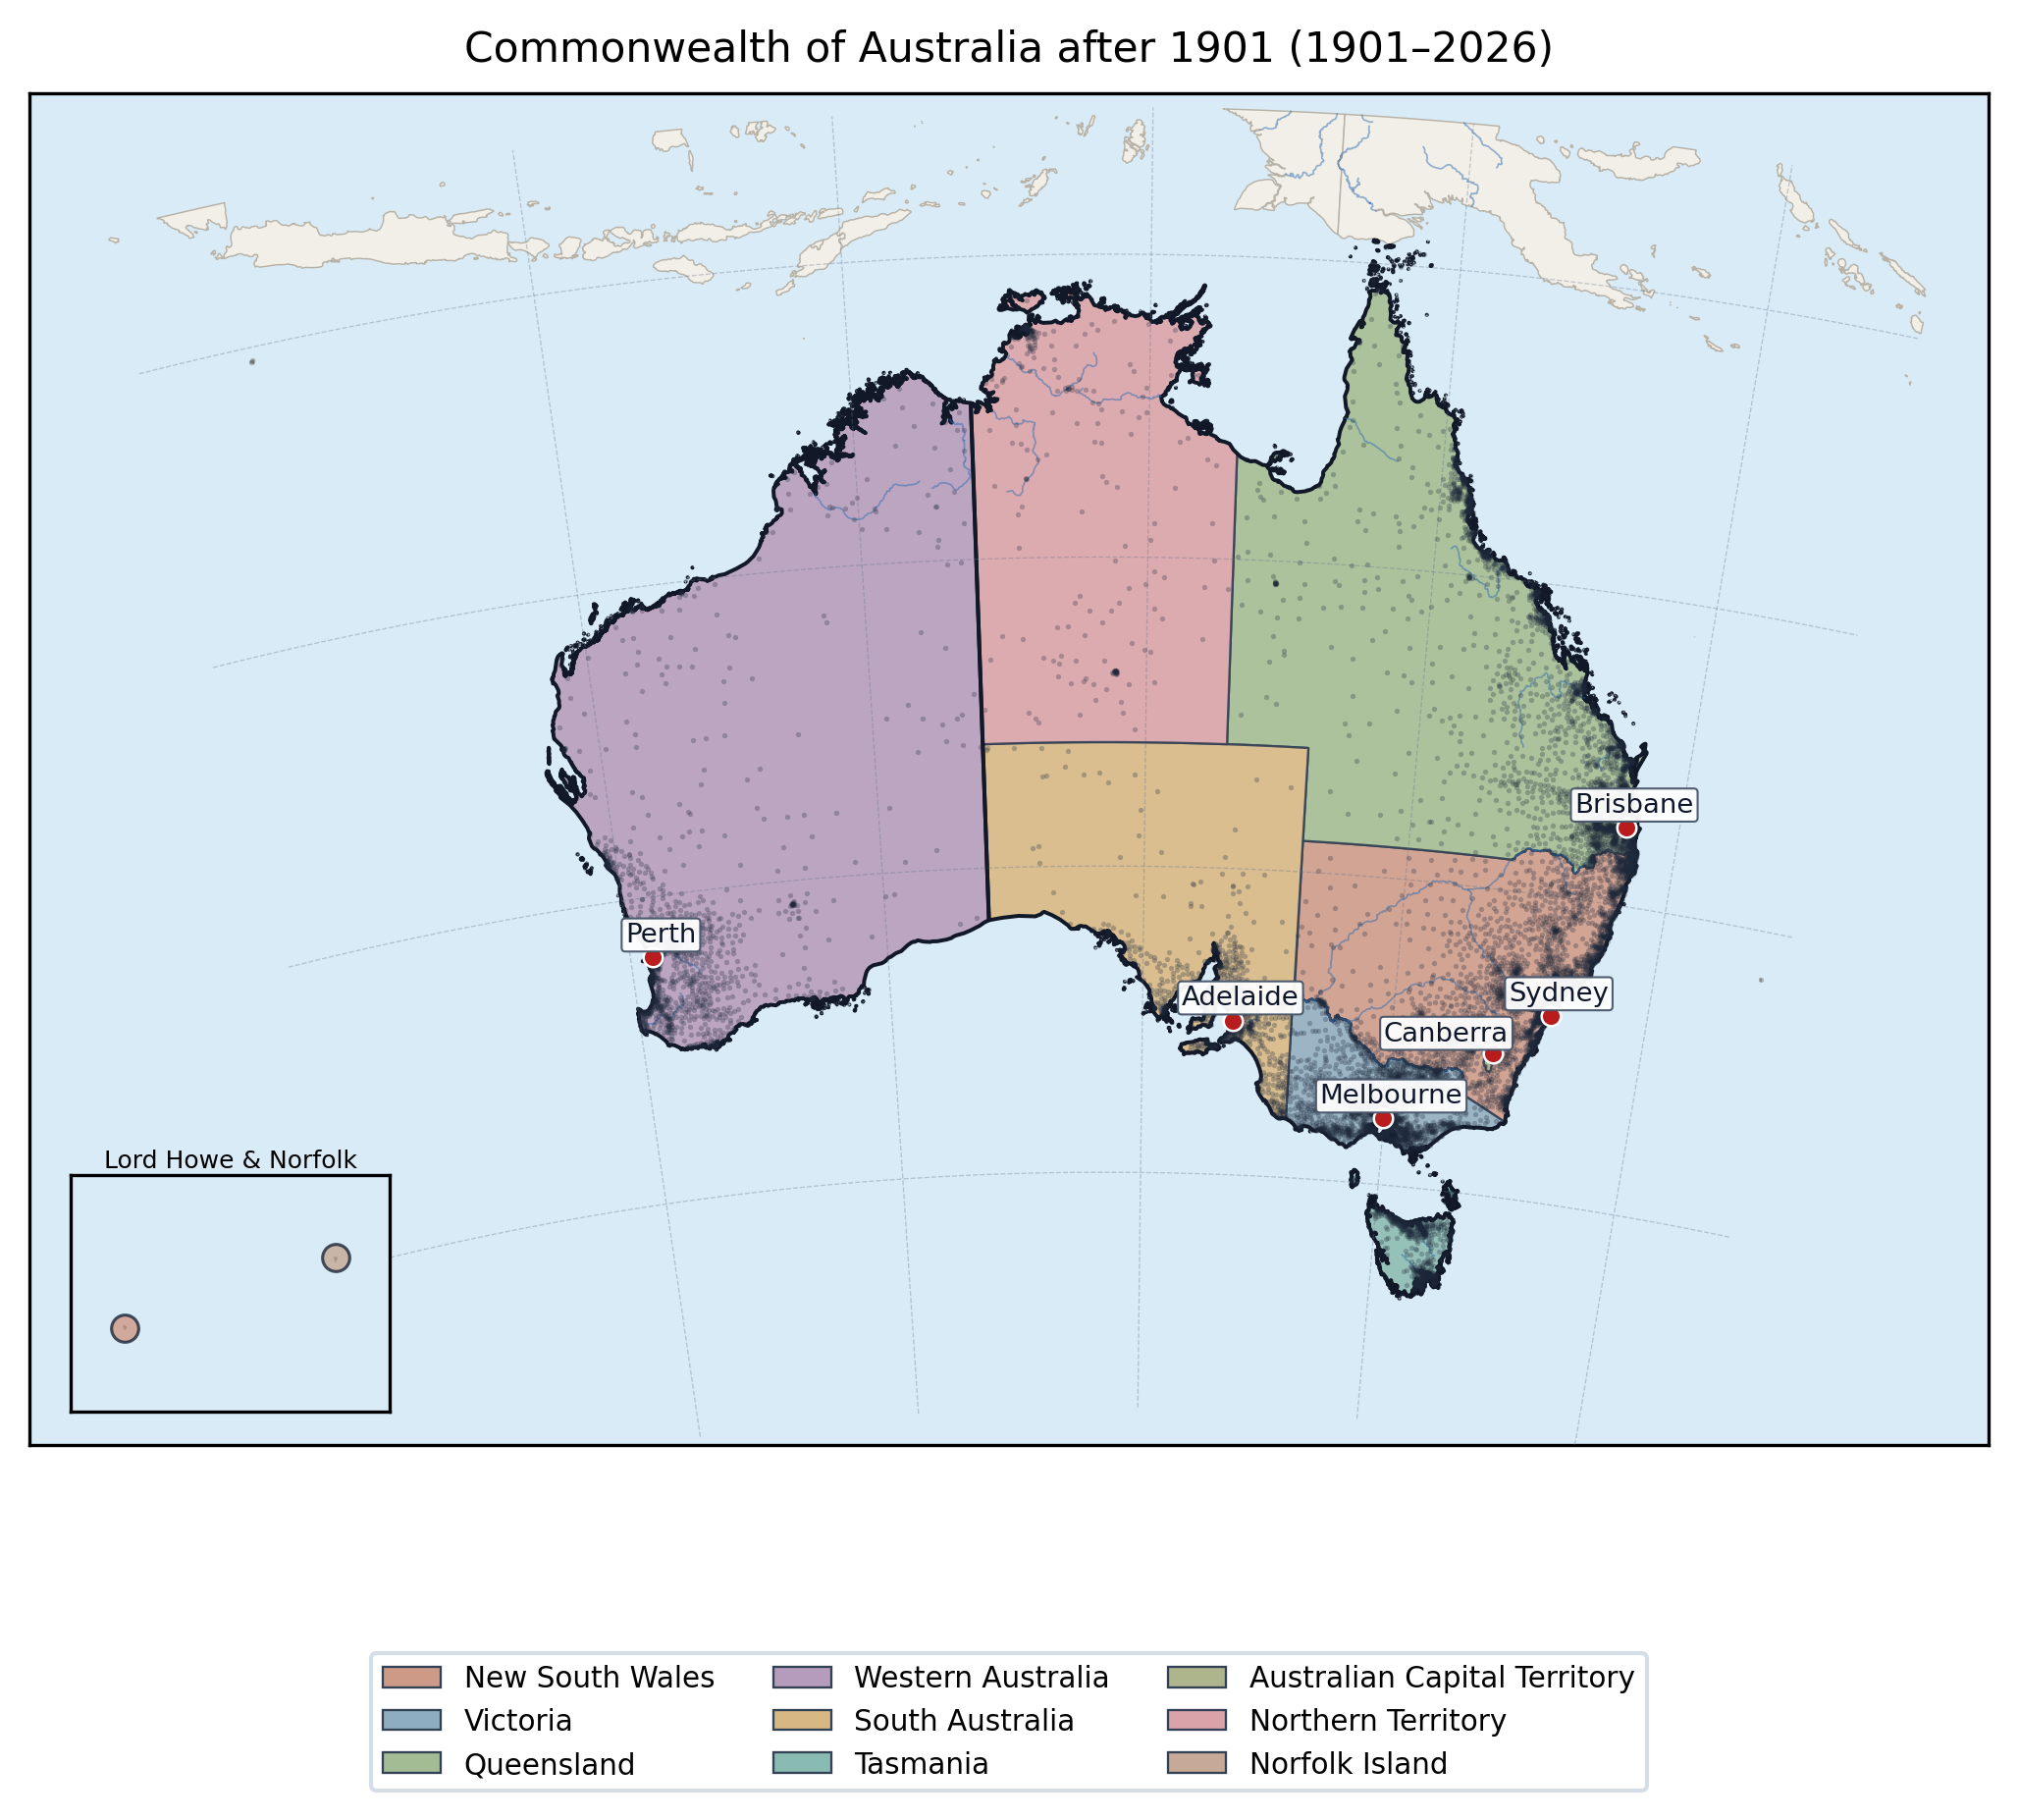 Commonwealth of Australia after 1901 (1901–2026)
Brisbane
Perth
Adelaide
Sydney
Canberra
Melbourne
Lord Howe & Norfolk
New South Wales
Victoria
Queensland
Western Australia
South Australia
Tasmania
Australian Capital Territory
Northern Territory
Norfolk Island